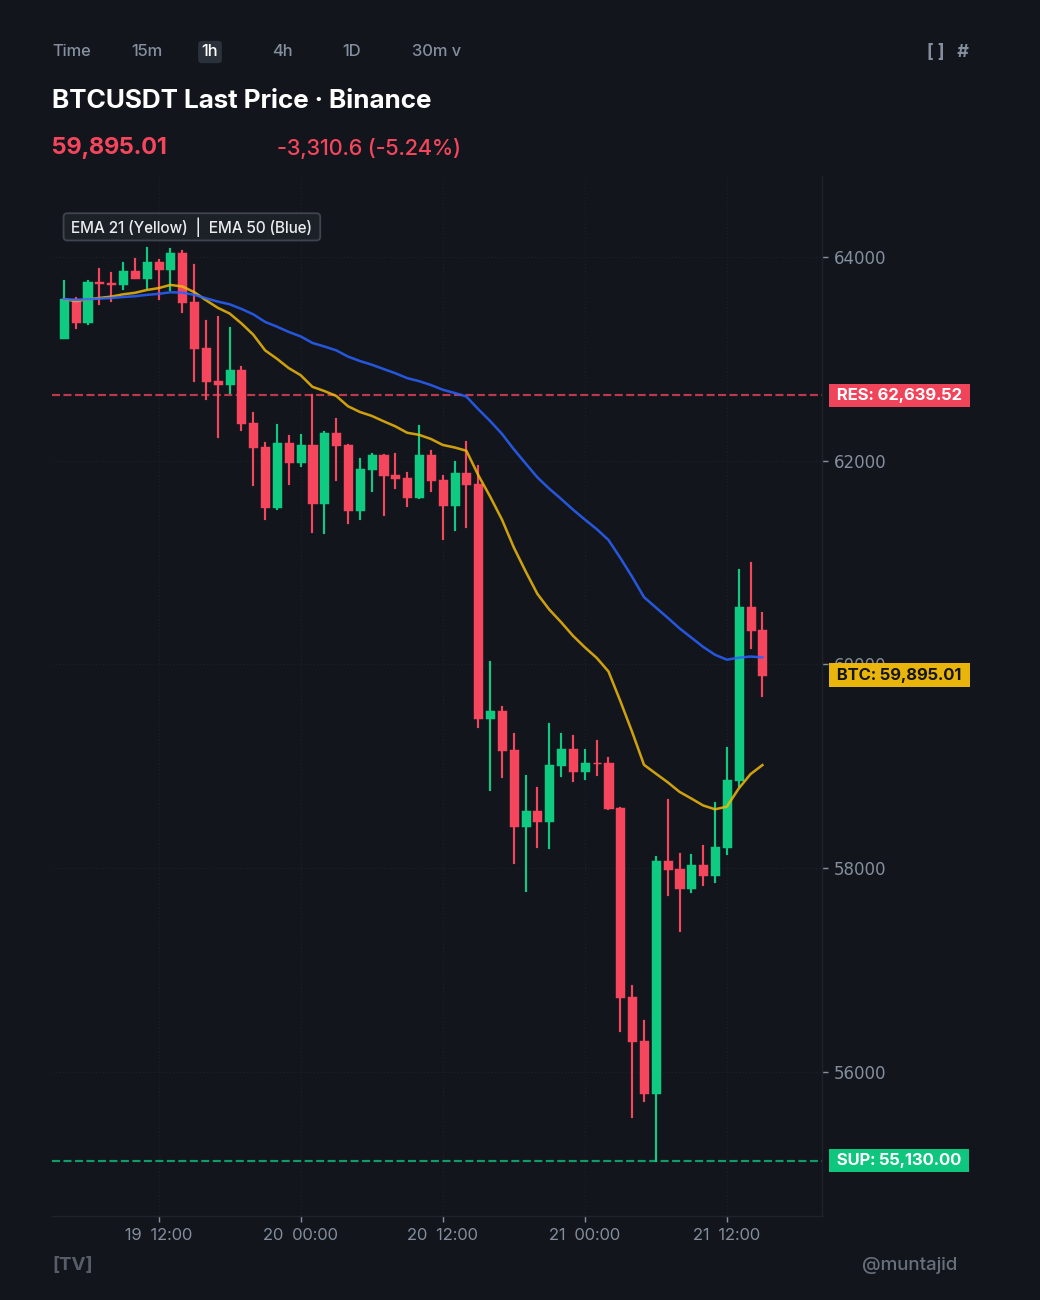 Time 15m 1h 4h 1D 30m v [ ] #
BTCUSDT Last Price · Binance
59,895.01 -3,310.6 (-5.24%)
EMA 21 (Yellow) | EMA 50 (Blue)
64000
RES: 62,639.52
62000
60000
BTC: 59,895.01
58000
56000
SUP: 55,130.00
19 12:00 20 00:00 20 12:00 21 00:00 21 12:00
[TV] @muntajid